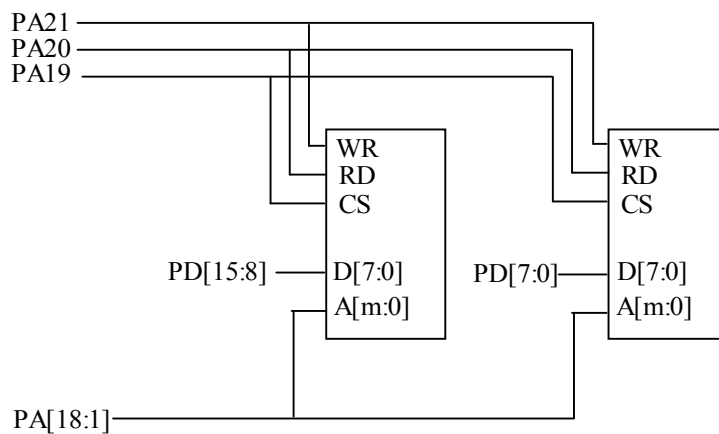 PA21
PA20
PA19
WR
RD
CS
WR
RD
CS
PD[15:8]
D[7:0]
PD[7:0]
D[7:0]
A[m:0]
A[m:0]
PA[18:1]